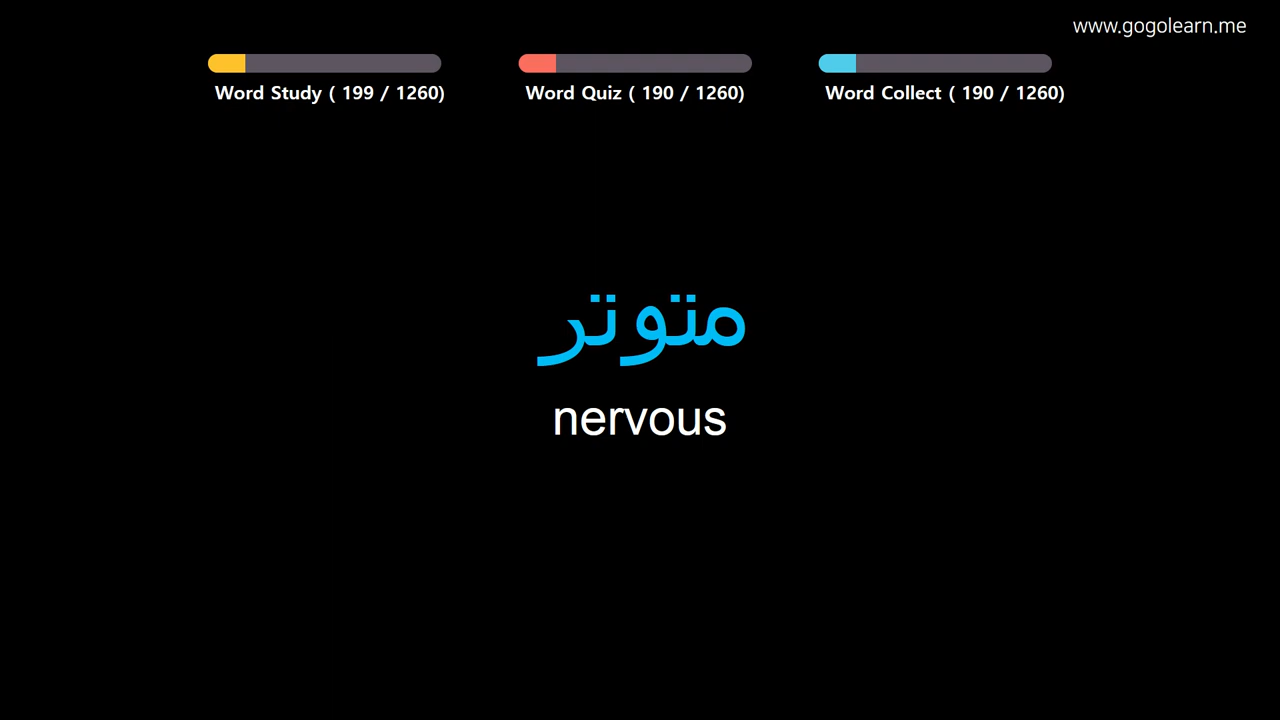 www.gogolearn.me
Word Study ( 199 / 1260)
Word Quiz ( 190 / 1260)
Word Collect ( 190 / 1260)
متوتر
nervous